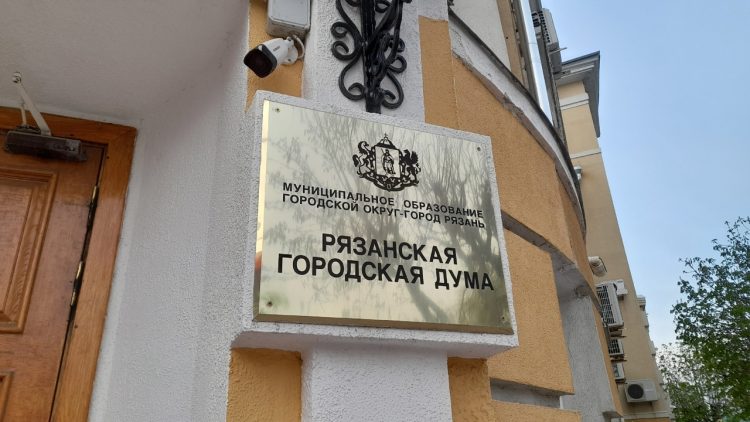 МУНИЦИПАЛЬНОЕ ОБРАЗОВАНИЕ
ГОРОДСКОЙ ОКРУГ-ГОРОД РЯЗАНЬ
РЯЗАНСКАЯ
ГОРОДСКАЯ ДУМА